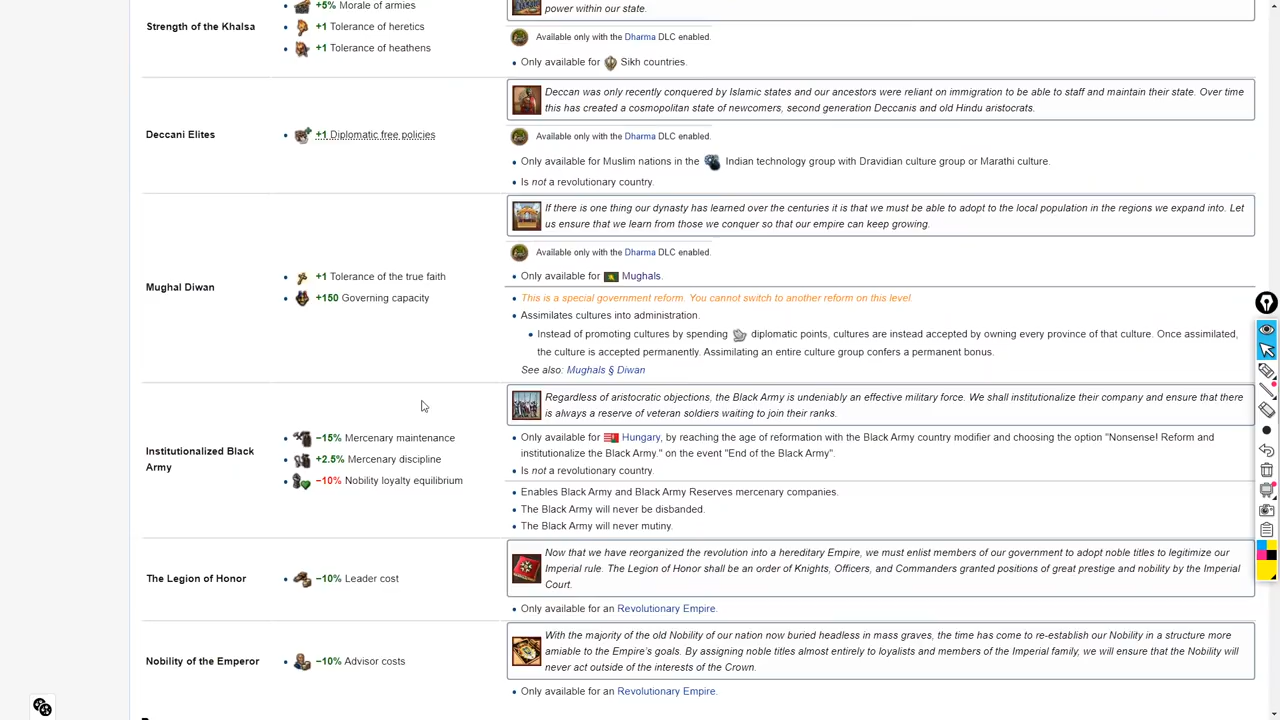 +5% Morale of armies
power within our state.
Strength of the Khalsa
+1 Tolerance of heretics
Available only with the Dharma DLC enabled.
+1 Tolerance of heathens
Only available for Sikh countries.
Deccan was only recently conquered by Islamic states and our ancestors were reliant on immigration to be able to staff and maintain their state. Over time
this has created a cosmopolitan state of newcomers, second generation Deccanis and old Hindu aristocrats.
Deccani Elites
+1 Diplomatic free policies
Available only with the Dharma DLC enabled.
Only available for Muslim nations in the Indian technology group with Dravidian culture group or Marathi culture.
Is not a revolutionary country.
If there is one thing our dynasty has learned over the centuries it is that we must be able to adopt to the local population in the regions we expand into. Let
us ensure that we learn from those we conquer so that our empire can keep growing.
Available only with the Dharma DLC enabled.
Mughal Diwan
+1 Tolerance of the true faith
+150 Governing capacity
Only available for Mughals.
This is a special government reform. You cannot switch to another reform on this level.
Assimilates cultures into administration.
Instead of promoting cultures by spending diplomatic points, cultures are instead accepted by owning every province of that culture. Once assimilated,
the culture is accepted permanently. Assimilating an entire culture group confers a permanent bonus.
See also: Mughals § Diwan
Regardless of aristocratic objections, the Black Army is undeniably an effective military force. We shall institutionalize their company and ensure that there
is always a reserve of veteran soldiers waiting to join their ranks.
Institutionalized Black
Army
−15% Mercenary maintenance
+2.5% Mercenary discipline
−10% Nobility loyalty equilibrium
Only available for Hungary, by reaching the age of reformation with the Black Army country modifier and choosing the option "Nonsense! Reform and
institutionalize the Black Army." on the event "End of the Black Army".
Is not a revolutionary country.
Enables Black Army and Black Army Reserves mercenary companies.
The Black Army will never be disbanded.
The Black Army will never mutiny.
Now that we have reorganized the revolution into a hereditary Empire, we must enlist members of our government to adopt noble titles to legitimize our
Imperial rule. The Legion of Honor shall be an order of Knights, Officers, and Commanders granted positions of great prestige and nobility by the Imperial
Court.
The Legion of Honor
−10% Leader cost
Only available for an Revolutionary Empire.
With the majority of the old Nobility of our nation now buried headless in mass graves, the time has come to re-establish our Nobility in a structure more
amiable to the Empire's goals. By assigning noble titles almost entirely to loyalists and members of the Imperial family, we will ensure that the Nobility will
never act outside of the interests of the Crown.
Nobility of the Emperor
−10% Advisor costs
Only available for an Revolutionary Empire.